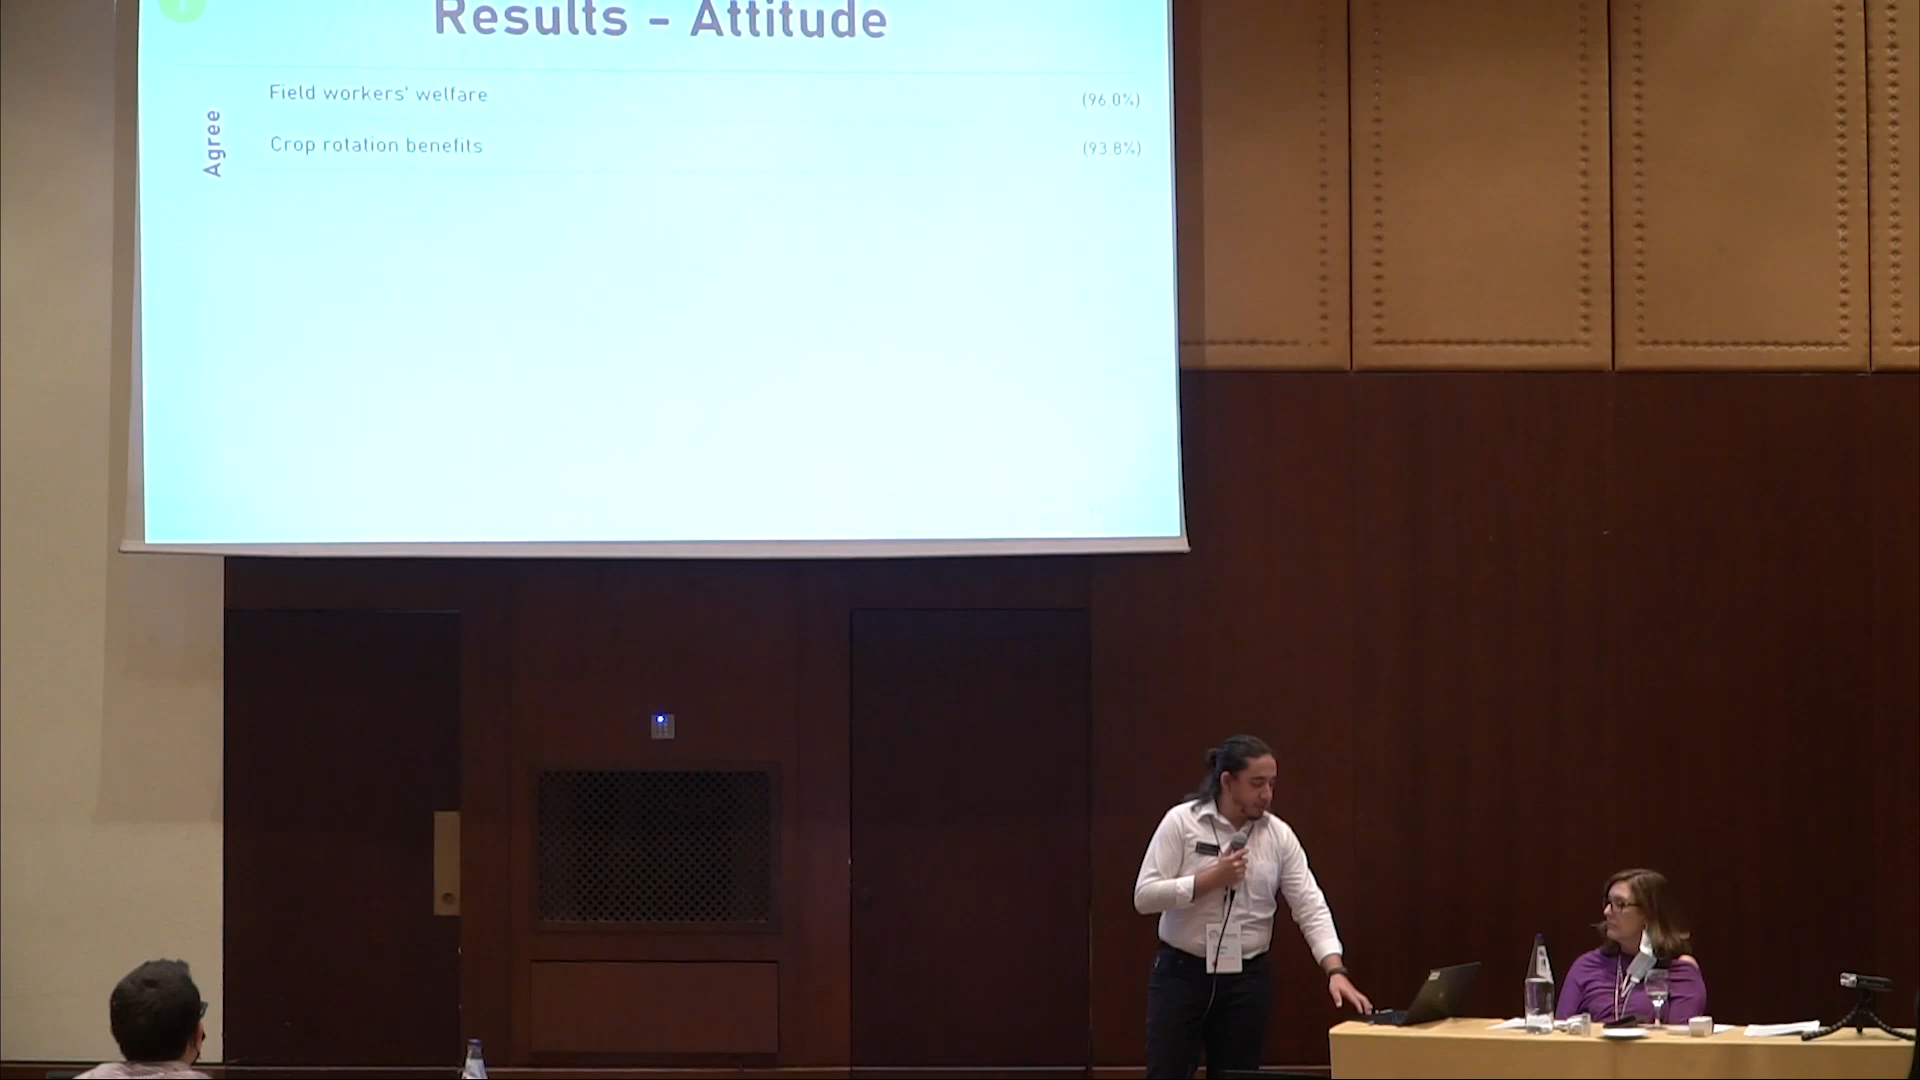 Results - Attitude
Agree
Field workers' welfare (96.0%)
Crop rotation benefits (93.8%)